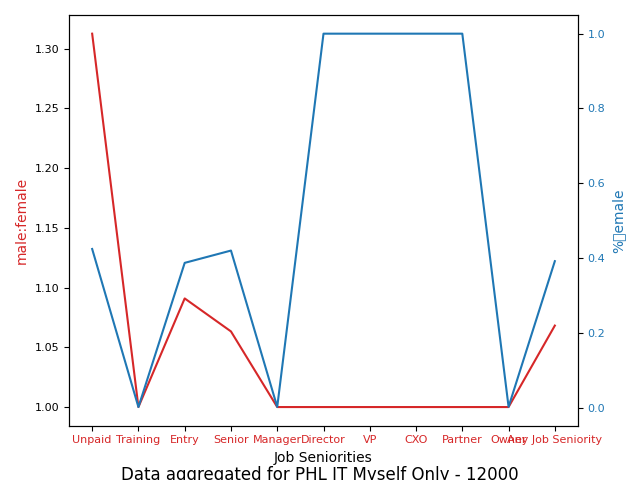 1.30
1.25
1.20
1.15
1.10
1.05
1.00
male:female
1.0
0.8
0.6
0.4
0.2
0.0
%▯emale
Unpaid Training Entry Senior Manager Director VP CXO Partner Owner Any Job Seniority
Job Seniorities
Data aggregated for PHL IT Myself Only - 12000